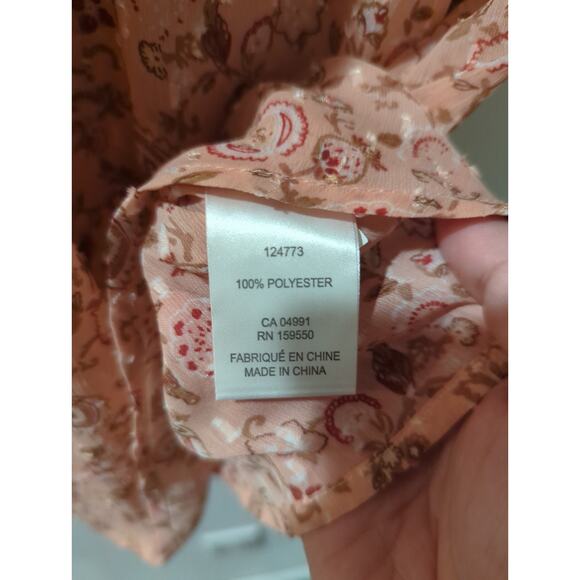 124773
100% POLYESTER
CA 04991
RN 159550
FABRIQUÉ EN CHINE
MADE IN CHINA